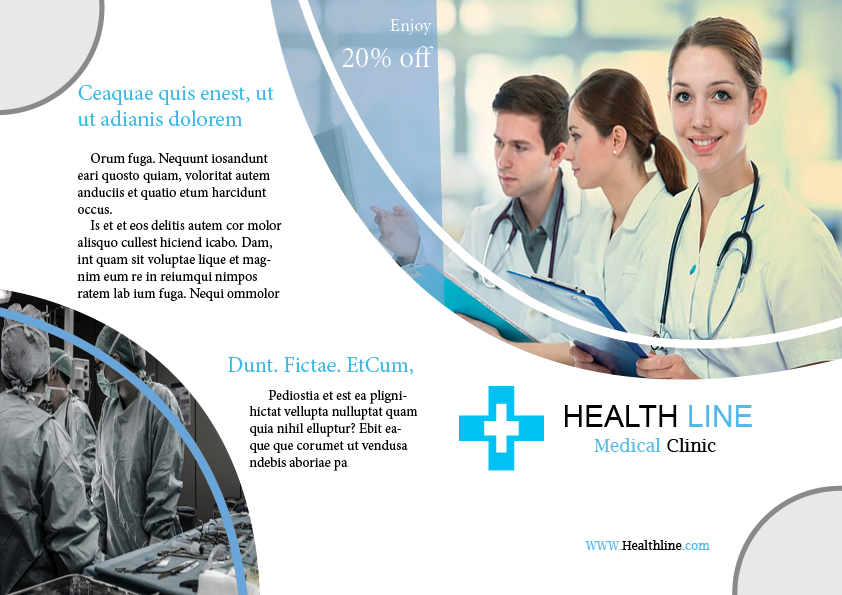 Enjoy
20% off
Ceaquae quis enest, ut
ut adianis dolorem
Orum fuga. Nequunt iosandunt
eari quosto quiam, voloritat autem
anduciis et quatio etum harcidunt
occus.
Is et et eos delitis autem cor molor
alisquo cullest hiciend icabo. Dam,
int quam sit voluptae lique et mag-
nim eum re in reiumqui nimpos
ratem lab ium fuga. Nequi ommolor
Dunt. Fictae. EtCum,
Pediostia et est ea pligni-
hictat vellupta nulluptat quam
quia nihil elluptur? Ebit ea-
que que corumet ut vendusa
ndebis aboriae pa
HEALTH LINE
Medical Clinic
WWW.Healthline.com